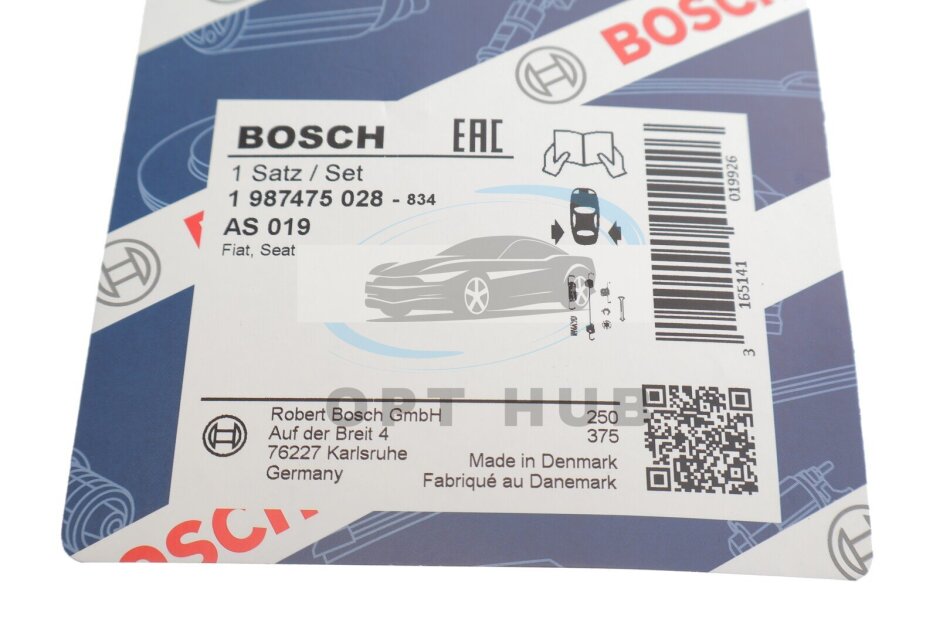 BOSCH
BOSCH EAC
1 Satz / Set
1 987475 028 - 834
AS 019
Fiat, Seat
3 165141 019926
OPT HUB
Robert Bosch GmbH
Auf der Breit 4
76227 Karlsruhe
Germany
250
375
Made in Denmark
Fabriqué au Danemark
BOSCH